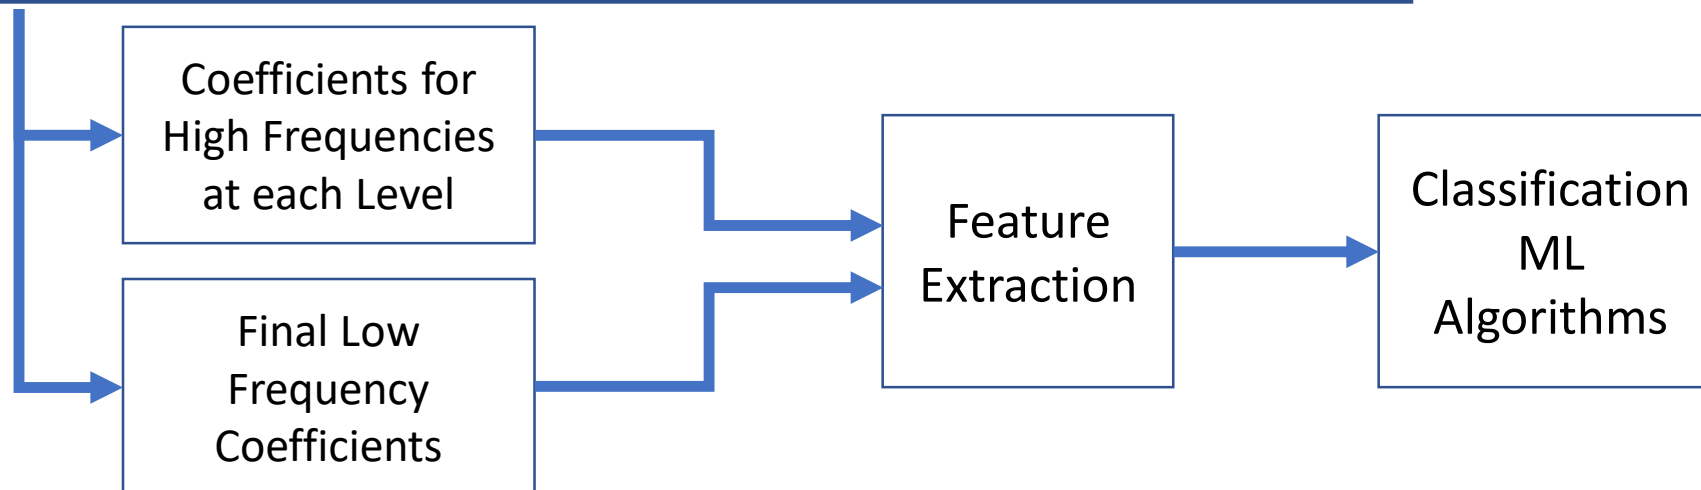 Coefficients for
High Frequencies
at each Level
Final Low
Frequency
Coefficients
Feature
Extraction
Classification
ML
Algorithms